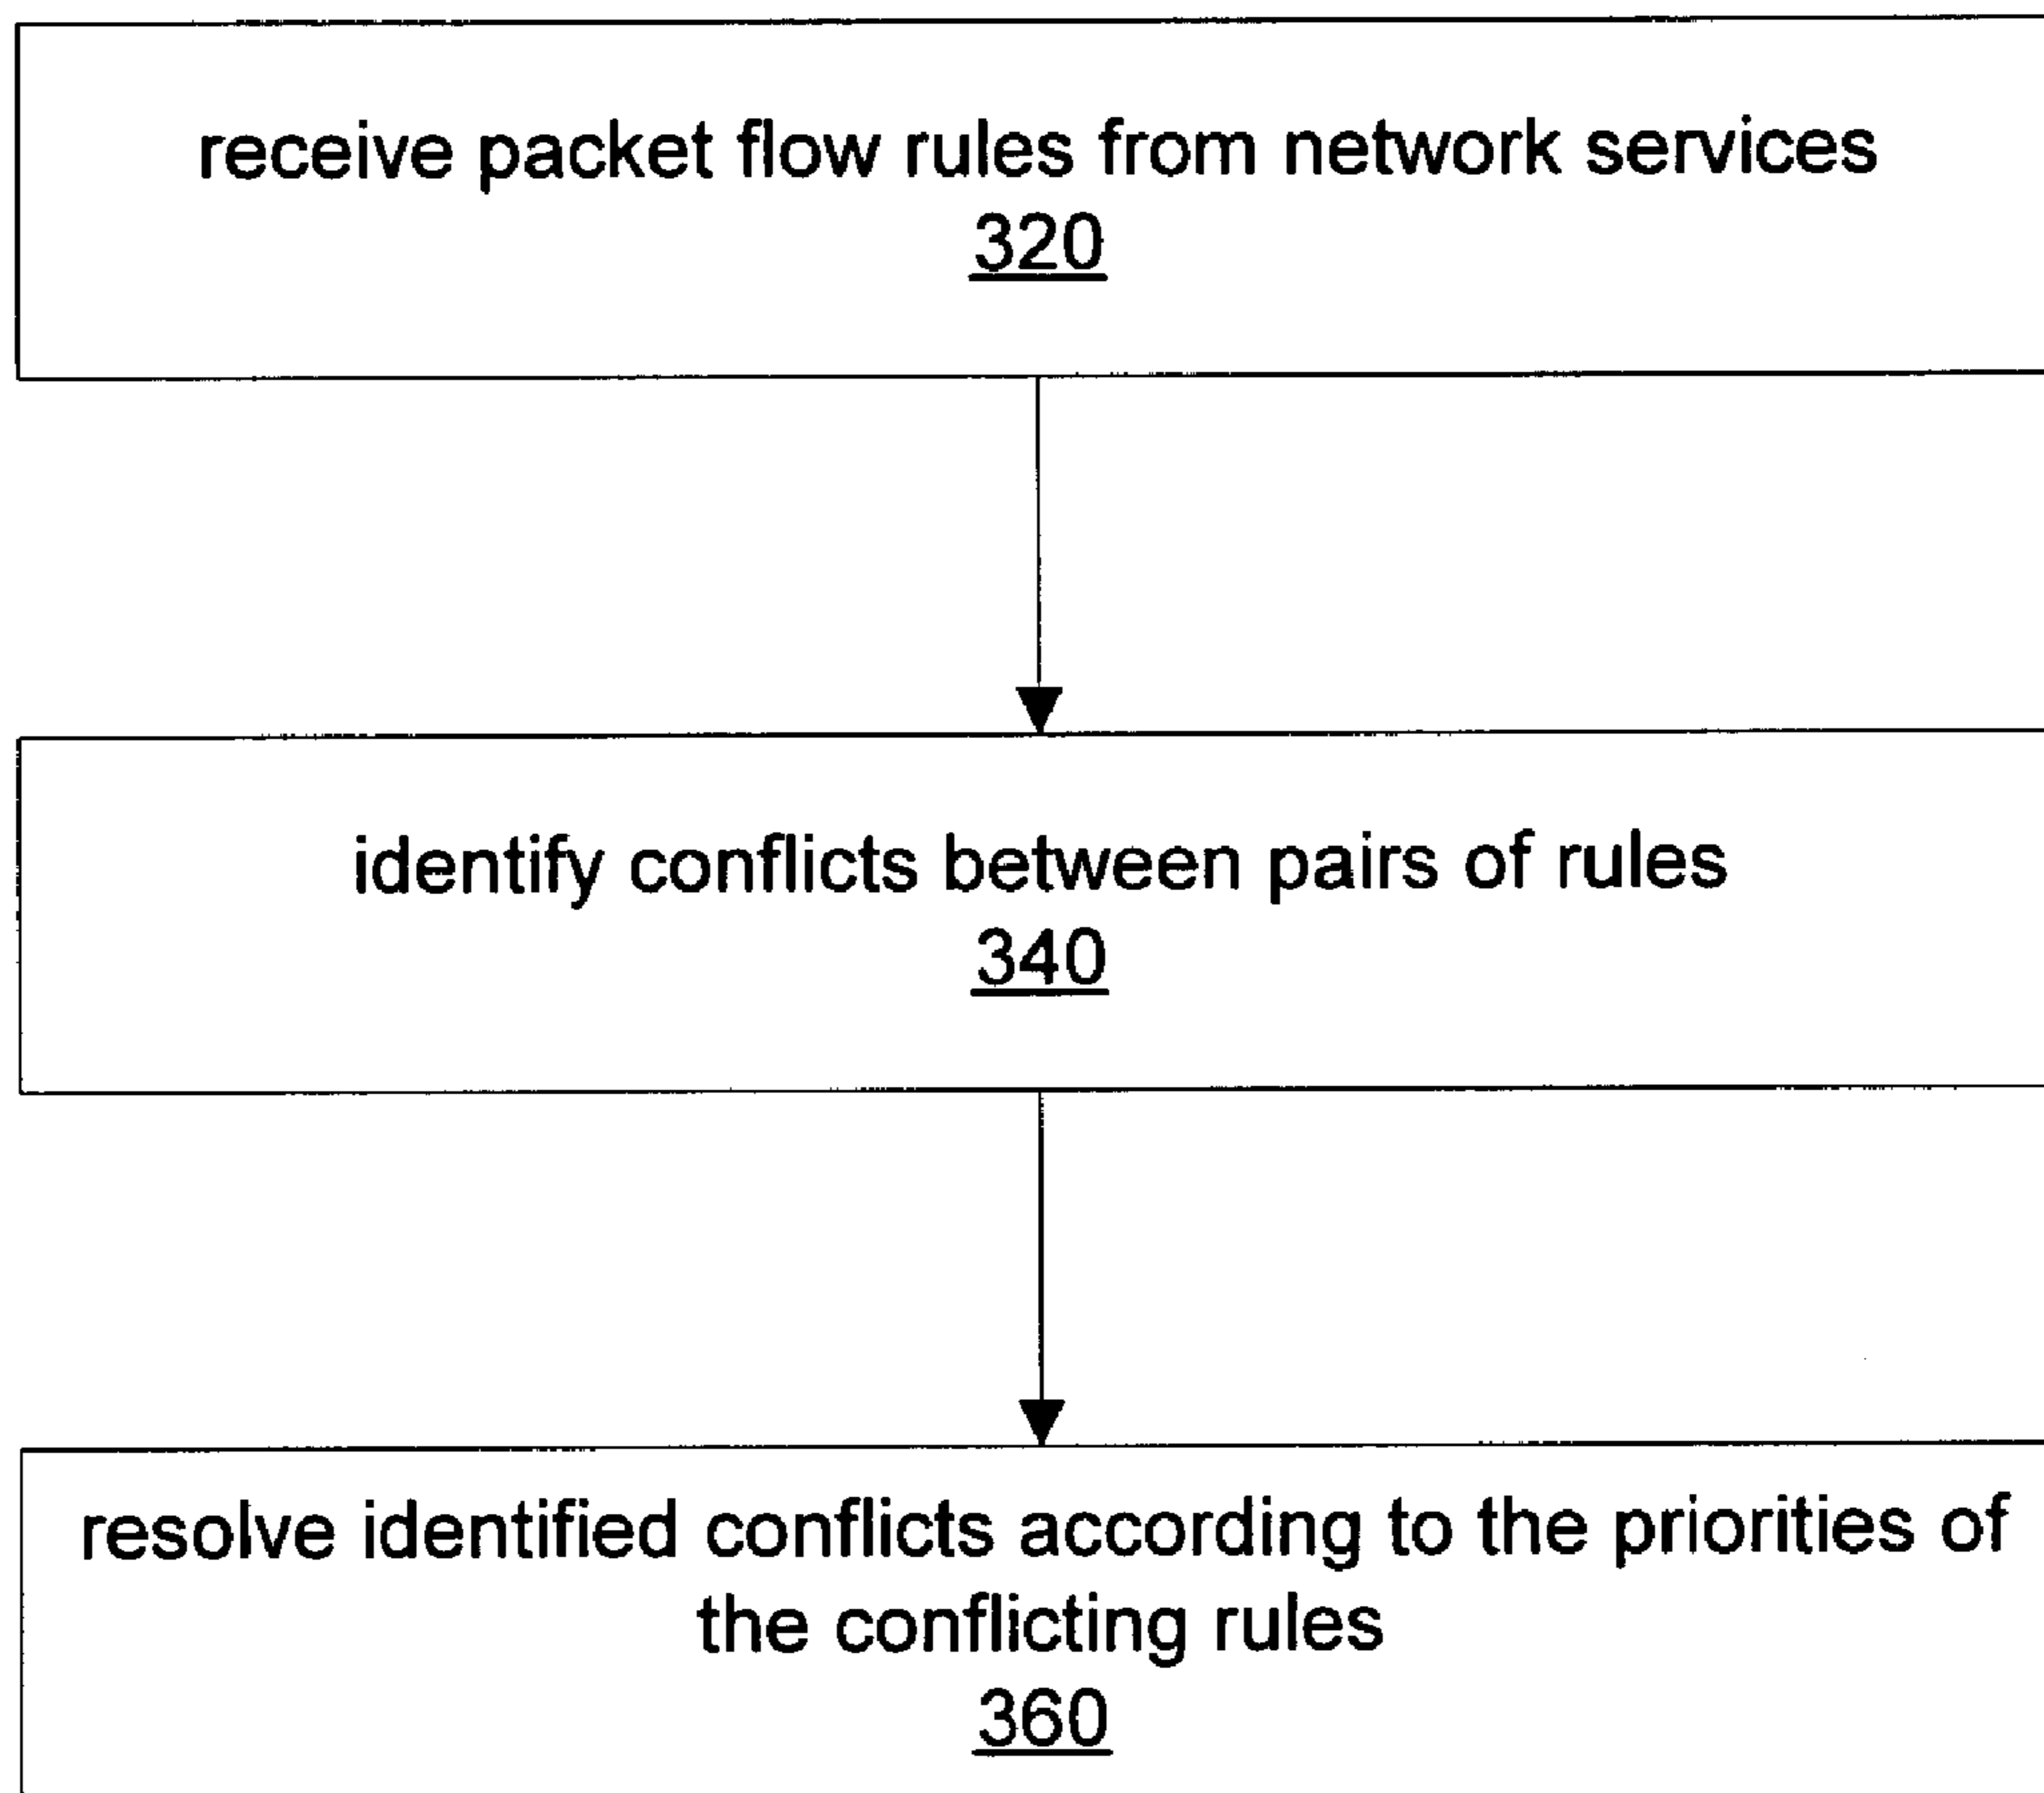 receive packet flow rules from network services
320
identify conflicts between pairs of rules
340
resolve identified conflicts according to the priorities of
the conflicting rules
360